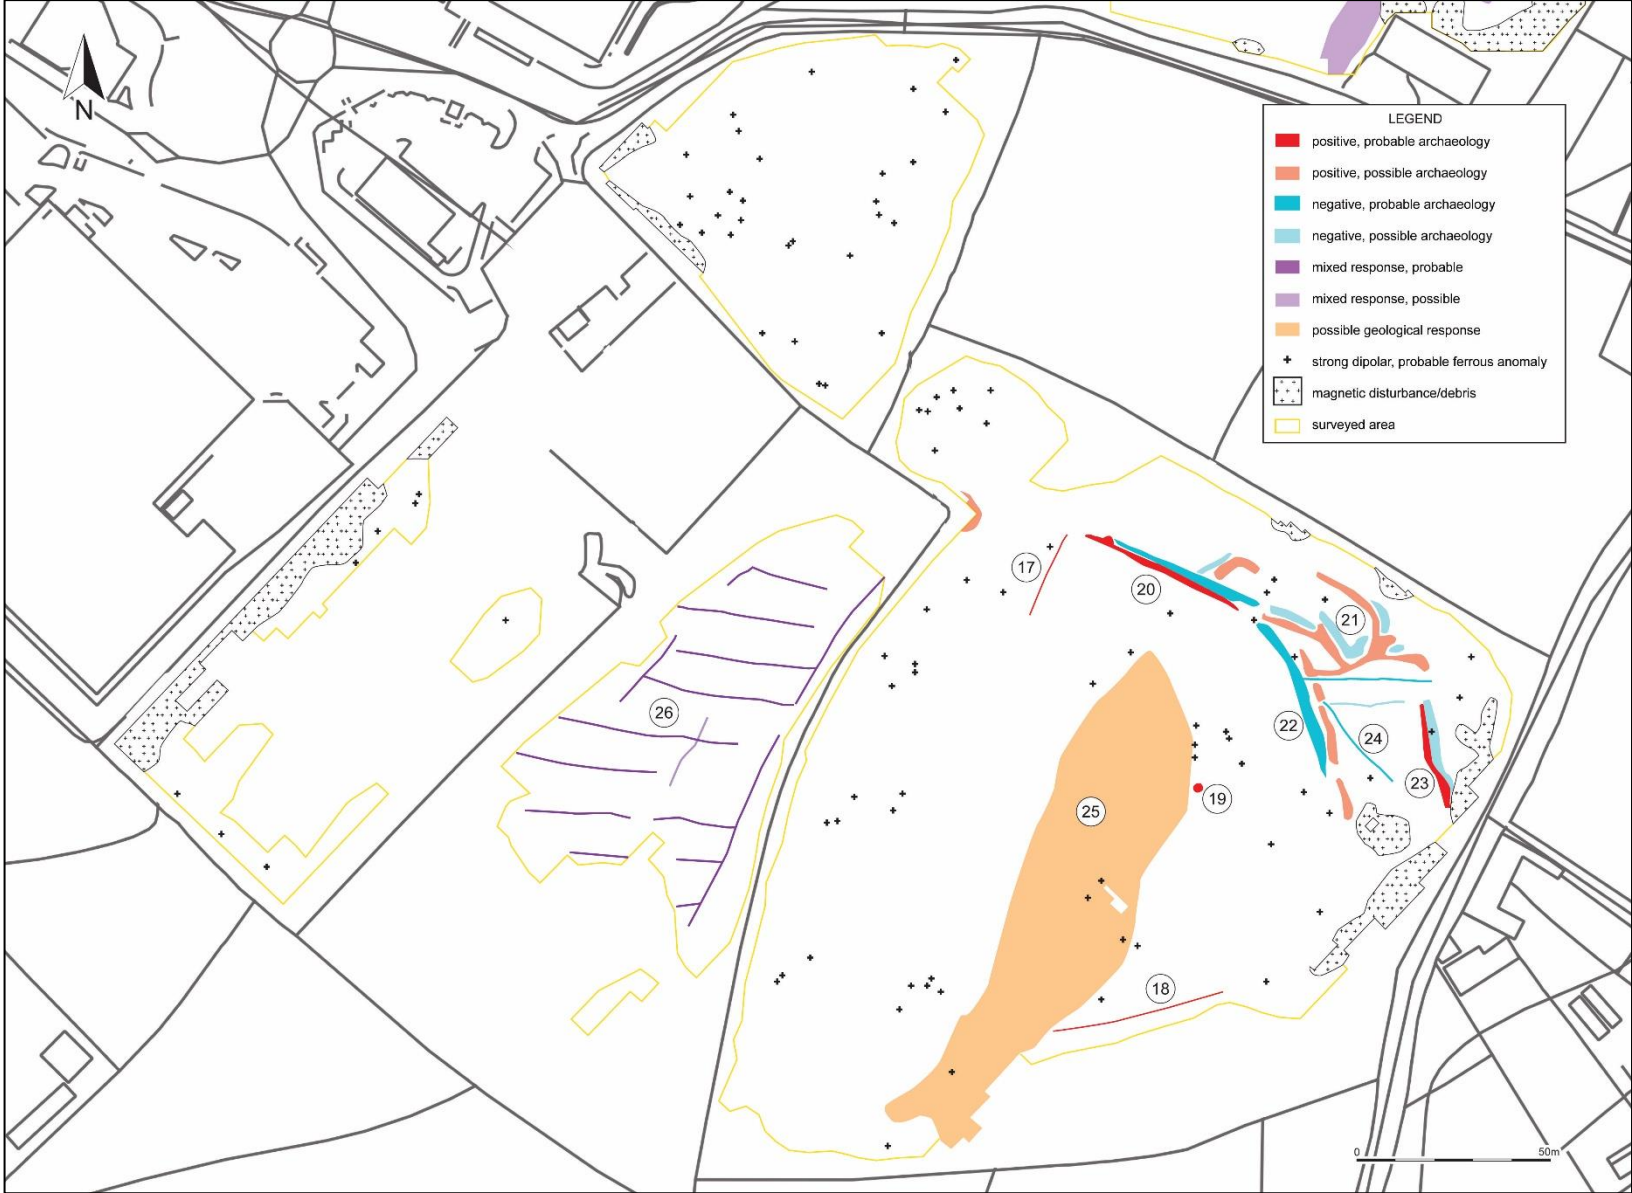 N
LEGEND
positive, probable archaeology
positive, possible archaeology
negative, probable archaeology
negative, possible archaeology
mixed response, probable
mixed response, possible
possible geological response
strong dipolar, probable ferrous anomaly
magnetic disturbance/debris
surveyed area
17
20
21
26
22
24
23
25
19
18
0 50m